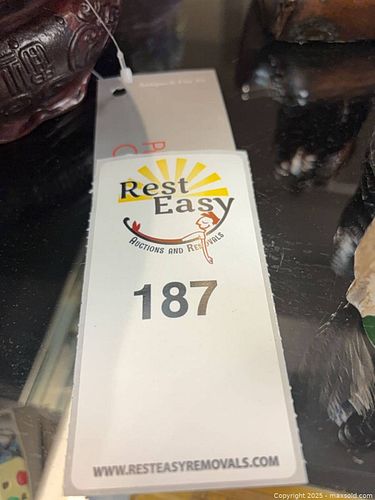 Rest
Easy
AUCTIONS AND REMOVALS
187
WWW.RESTEASYREMOVALS.COM
Copyright 2025 - maxsold.com